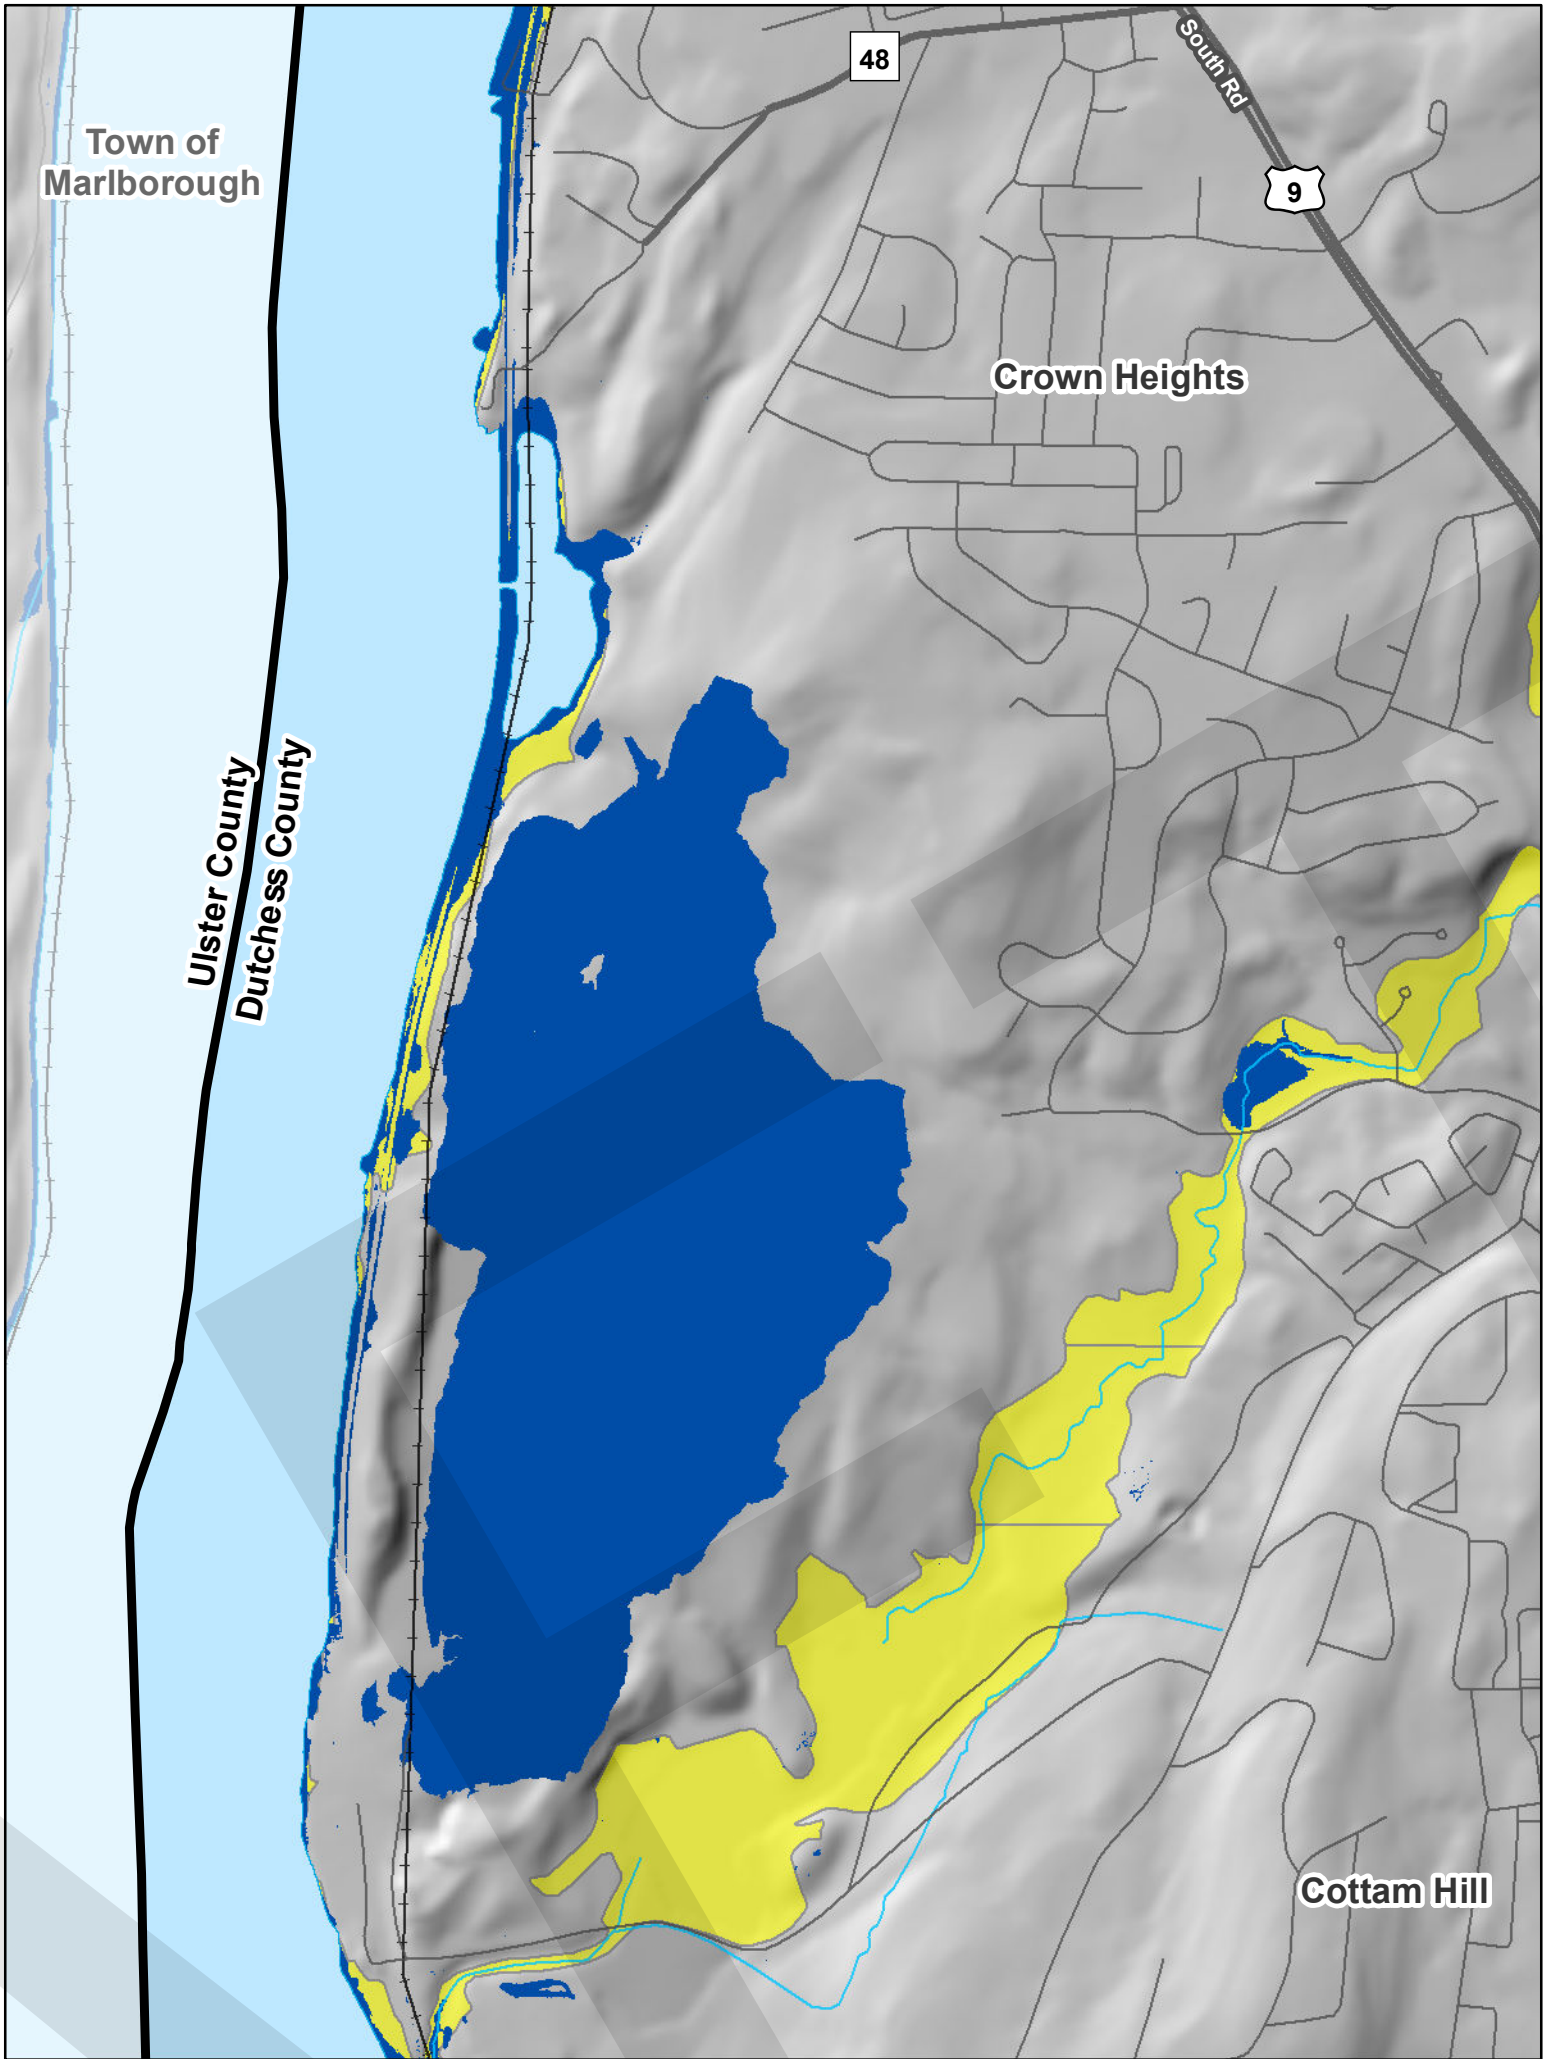 48
South Rd
Town of
Marlborough
9
Crown Heights
Ulster County
Dutchess County
Cottam Hill